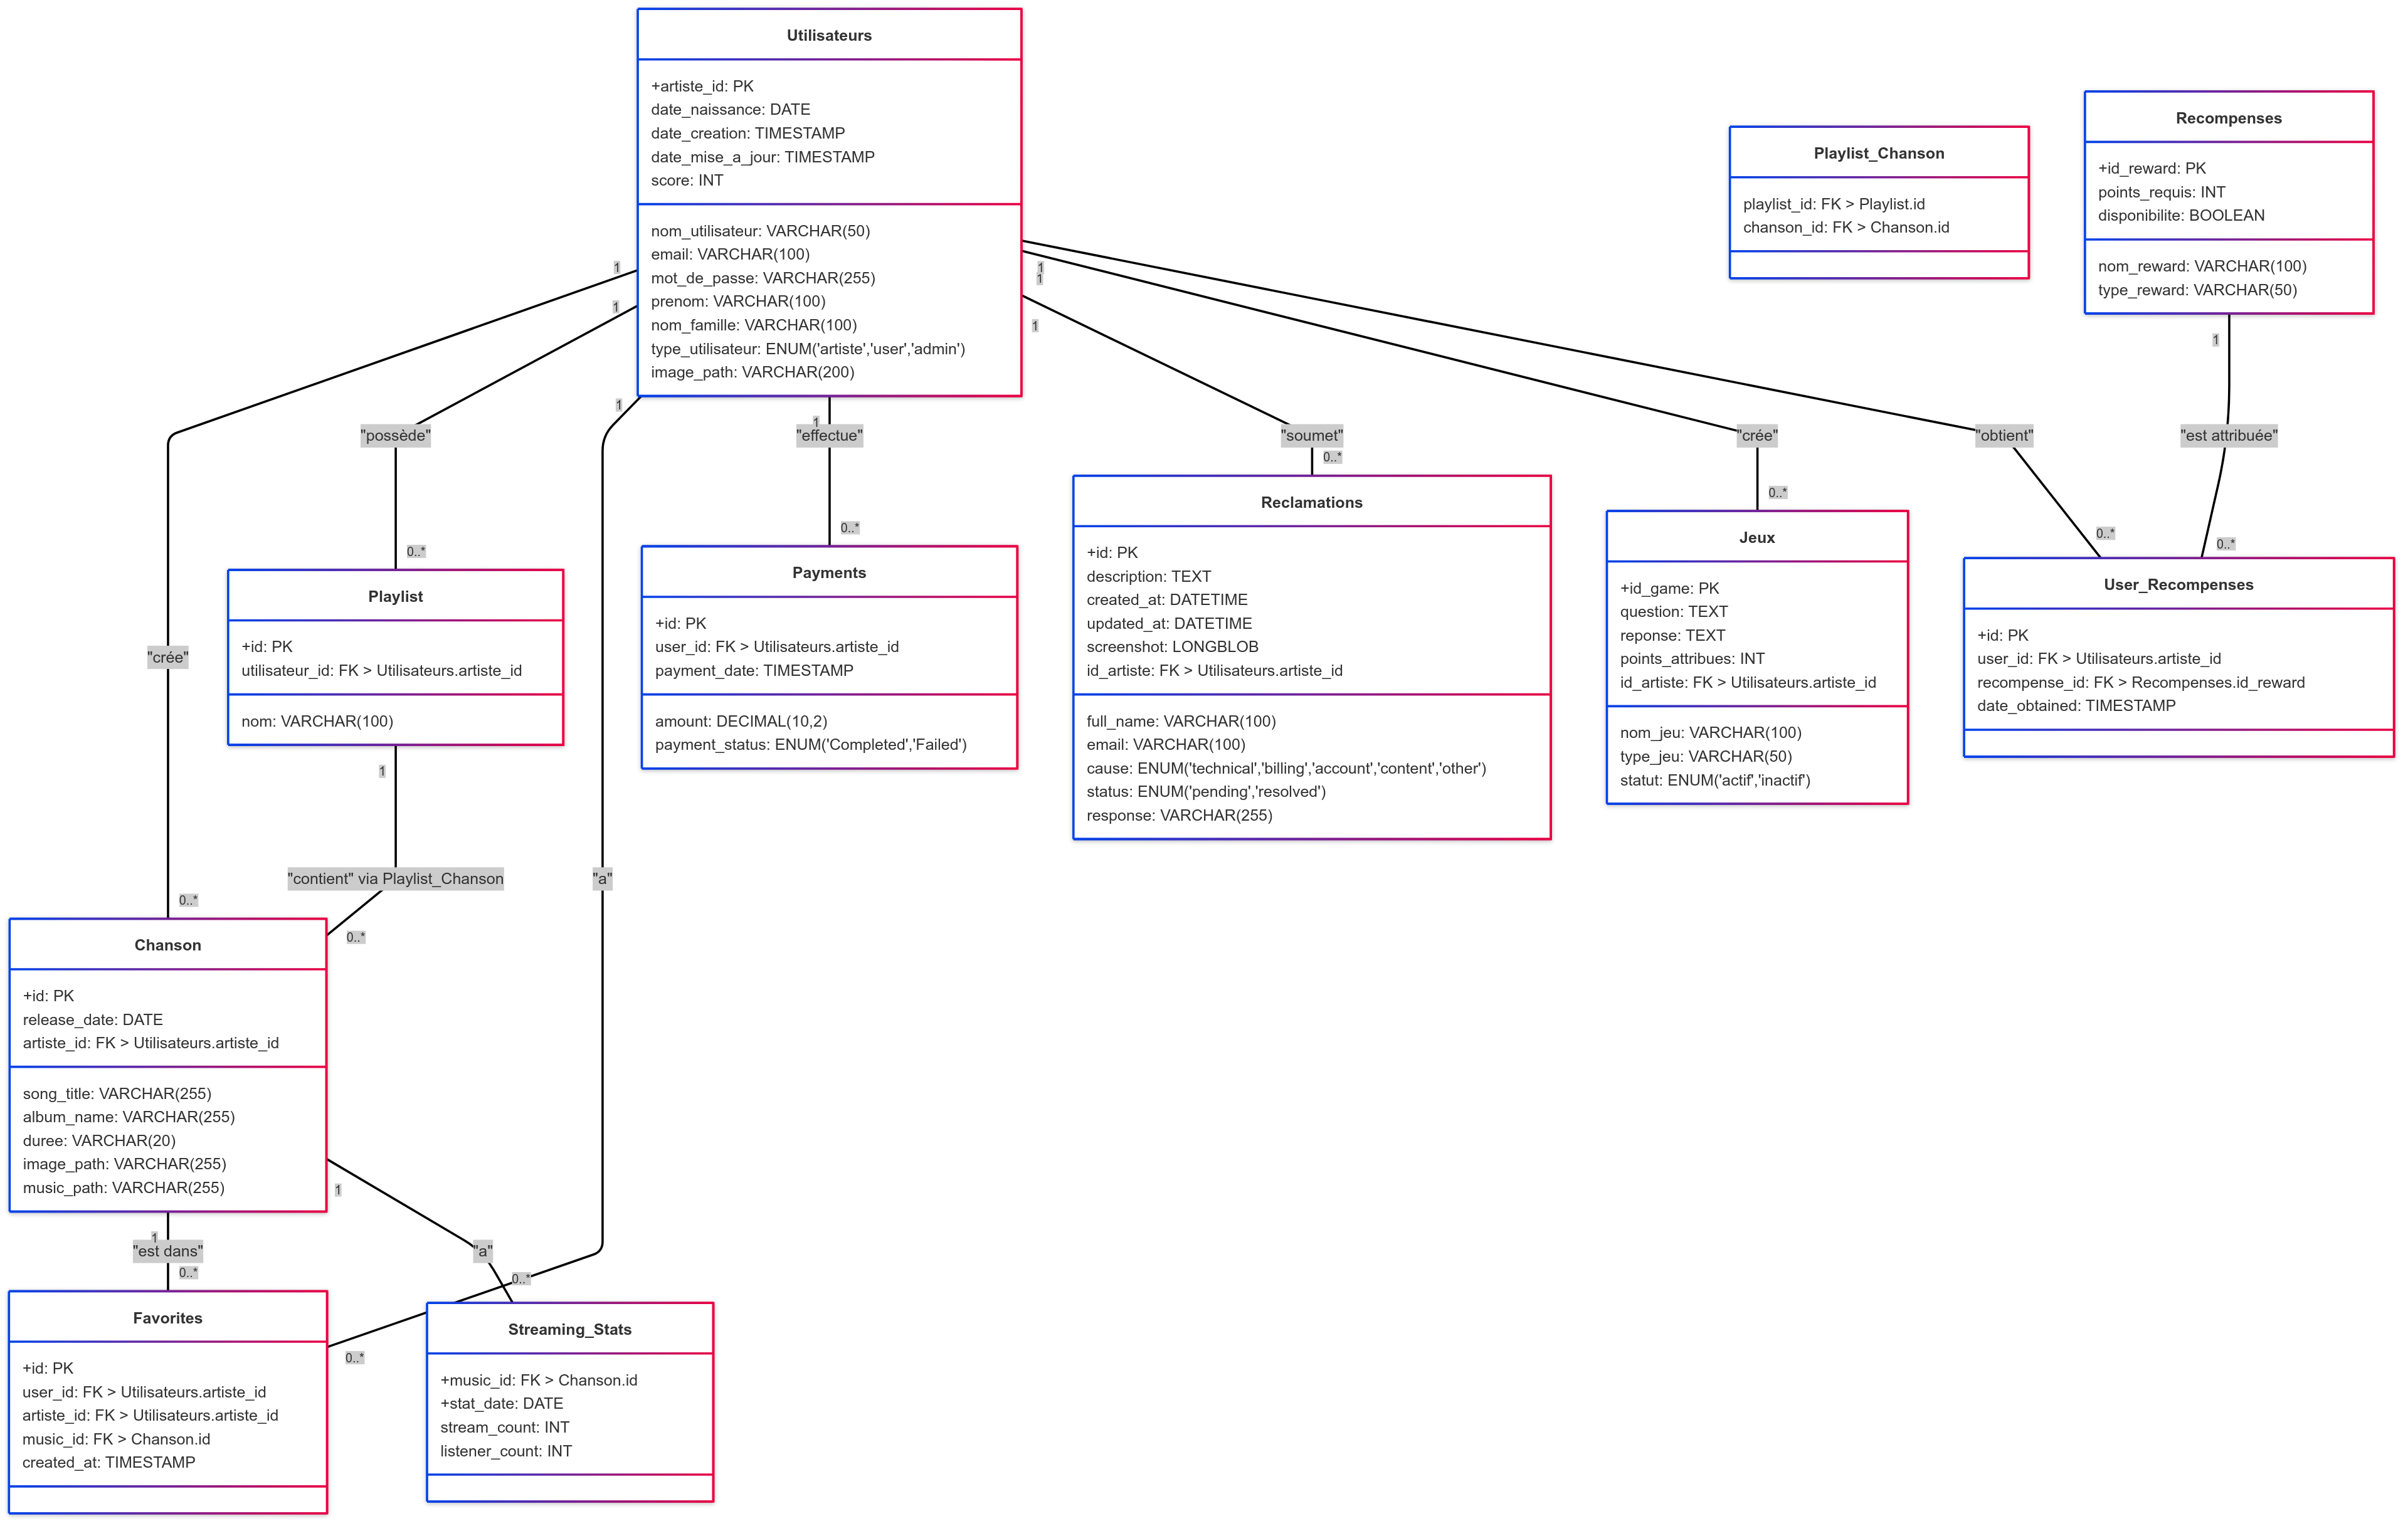 Utilisateurs
+artiste_id: PK
date_naissance: DATE
date_creation: TIMESTAMP
date_mise_a_jour: TIMESTAMP
score: INT
nom_utilisateur: VARCHAR(50)
email: VARCHAR(100)
mot_de_passe: VARCHAR(255)
prenom: VARCHAR(100)
nom_famille: VARCHAR(100)
type_utilisateur: ENUM('artiste','user','admin')
image_path: VARCHAR(200)
Playlist_Chanson
playlist_id: FK > Playlist.id
chanson_id: FK > Chanson.id
Recompenses
+id_reward: PK
points_requis: INT
disponibilite: BOOLEAN
nom_reward: VARCHAR(100)
type_reward: VARCHAR(50)
1
1
1
1
1
1
1
1
"possède"
"effectue"
"soumet"
"crée"
"obtient"
"est attribuée"
0..*
0..*
0..*
0..*
0..*
0..*
Playlist
+id: PK
utilisateur_id: FK > Utilisateurs.artiste_id
nom: VARCHAR(100)
Payments
+id: PK
user_id: FK > Utilisateurs.artiste_id
payment_date: TIMESTAMP
amount: DECIMAL(10,2)
payment_status: ENUM('Completed','Failed')
Reclamations
+id: PK
description: TEXT
created_at: DATETIME
updated_at: DATETIME
screenshot: LONGBLOB
id_artiste: FK > Utilisateurs.artiste_id
full_name: VARCHAR(100)
email: VARCHAR(100)
cause: ENUM('technical','billing','account','content','other')
status: ENUM('pending','resolved')
response: VARCHAR(255)
Jeux
+id_game: PK
question: TEXT
reponse: TEXT
points_attribues: INT
id_artiste: FK > Utilisateurs.artiste_id
nom_jeu: VARCHAR(100)
type_jeu: VARCHAR(50)
statut: ENUM('actif','inactif')
User_Recompenses
+id: PK
user_id: FK > Utilisateurs.artiste_id
recompense_id: FK > Recompenses.id_reward
date_obtained: TIMESTAMP
"crée"
1
"contient" via Playlist_Chanson
"a"
0..*
0..*
Chanson
+id: PK
release_date: DATE
artiste_id: FK > Utilisateurs.artiste_id
song_title: VARCHAR(255)
album_name: VARCHAR(255)
duree: VARCHAR(20)
image_path: VARCHAR(255)
music_path: VARCHAR(255)
1
1
"est dans"
"a"
0..*
0..*
0..*
Favorites
+id: PK
user_id: FK > Utilisateurs.artiste_id
artiste_id: FK > Utilisateurs.artiste_id
music_id: FK > Chanson.id
created_at: TIMESTAMP
Streaming_Stats
+music_id: FK > Chanson.id
+stat_date: DATE
stream_count: INT
listener_count: INT